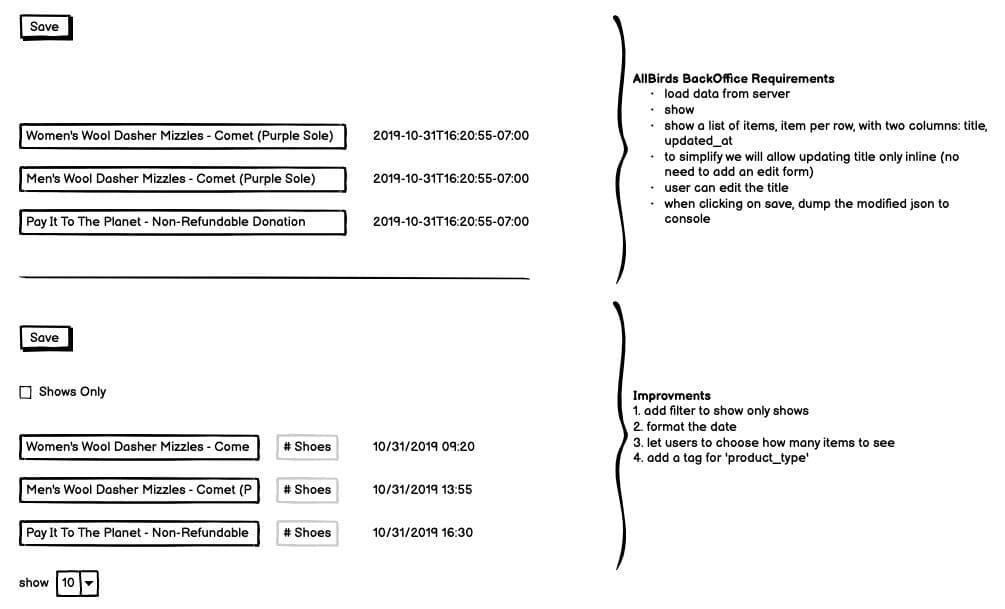 Save
Women's Wool Dasher Mizzles - Comet (Purple Sole) 2019-10-31T16:20:55-07:00
Men's Wool Dasher Mizzles - Comet (Purple Sole) 2019-10-31T16:20:55-07:00
Pay It To The Planet - Non-Refundable Donation 2019-10-31T16:20:55-07:00
AllBirds BackOffice Requirements
· load data from server
· show
· show a list of items, item per row, with two columns: title,
updated_at
· to simplify we will allow updating title only inline (no
need to add an edit form)
· user can edit the title
· when clicking on save, dump the modified json to
console
Save
Shows Only
Women's Wool Dasher Mizzles - Come # Shoes 10/31/2019 09:20
Men's Wool Dasher Mizzles - Comet (P # Shoes 10/31/2019 13:55
Pay It To The Planet - Non-Refundable # Shoes 10/31/2019 16:30
show 10
Improvments
1. add filter to show only shows
2. format the date
3. let users to choose how many items to see
4. add a tag for 'product_type'